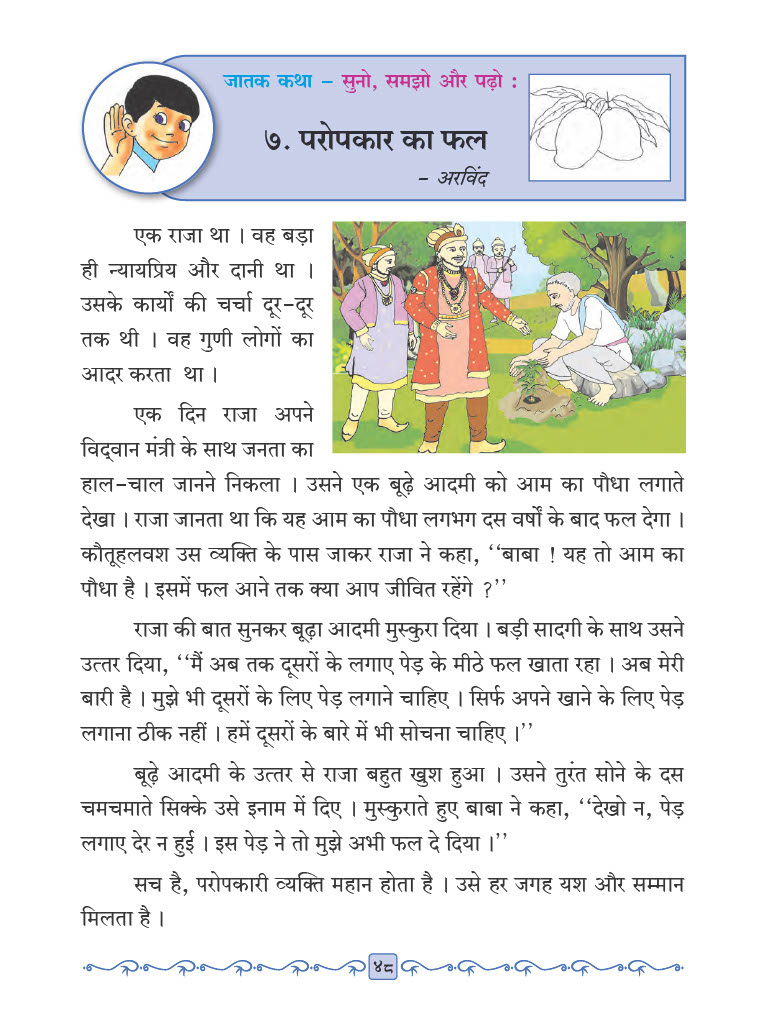 जातक कथा – सुनो, समझो और पढ़ो :
७. परोपकार का फल
- अरविंद
एक राजा था । वह बड़ा
ही न्यायप्रिय और दानी था ।
उसके कार्यों की चर्चा दूर-दूर
तक थी । वह गुणी लोगों का
आदर करता था ।
एक दिन राजा अपने
विद्‌वान मंत्री के साथ जनता का
हाल-चाल जानने निकला । उसने एक बूढ़े आदमी को आम का पौधा लगाते
देखा । राजा जानता था कि यह आम का पौधा लगभग दस वर्षों के बाद फल देगा ।
कौतूहलवश उस व्यक्ति के पास जाकर राजा ने कहा, ‘‘बाबा ! यह तो आम का
पौधा है । इसमें फल आने तक क्या आप जीवित रहेंगे ?’’
राजा की बात सुनकर बूढ़ा आदमी मुस्कुरा दिया । बड़ी सादगी के साथ उसने
उत्तर दिया, ‘‘मैं अब तक दूसरों के लगाए पेड़ के मीठे फल खाता रहा । अब मेरी
बारी है । मुझे भी दूसरों के लिए पेड़ लगाने चाहिए । सिर्फ अपने खाने के लिए पेड़
लगाना ठीक नहीं । हमें दूसरों के बारे में भी सोचना चाहिए ।’’
बूढ़े आदमी के उत्तर से राजा बहुत खुश हुआ । उसने तुरंत सोने के दस
चमचमाते सिक्के उसे इनाम में दिए । मुस्कुराते हुए बाबा ने कहा, ‘‘देखो न, पेड़
लगाए देर न हुई । इस पेड़ ने तो मुझे अभी फल दे दिया ।’’
सच है, परोपकारी व्यक्ति महान होता है । उसे हर जगह यश और सम्मान
मिलता है ।
४८